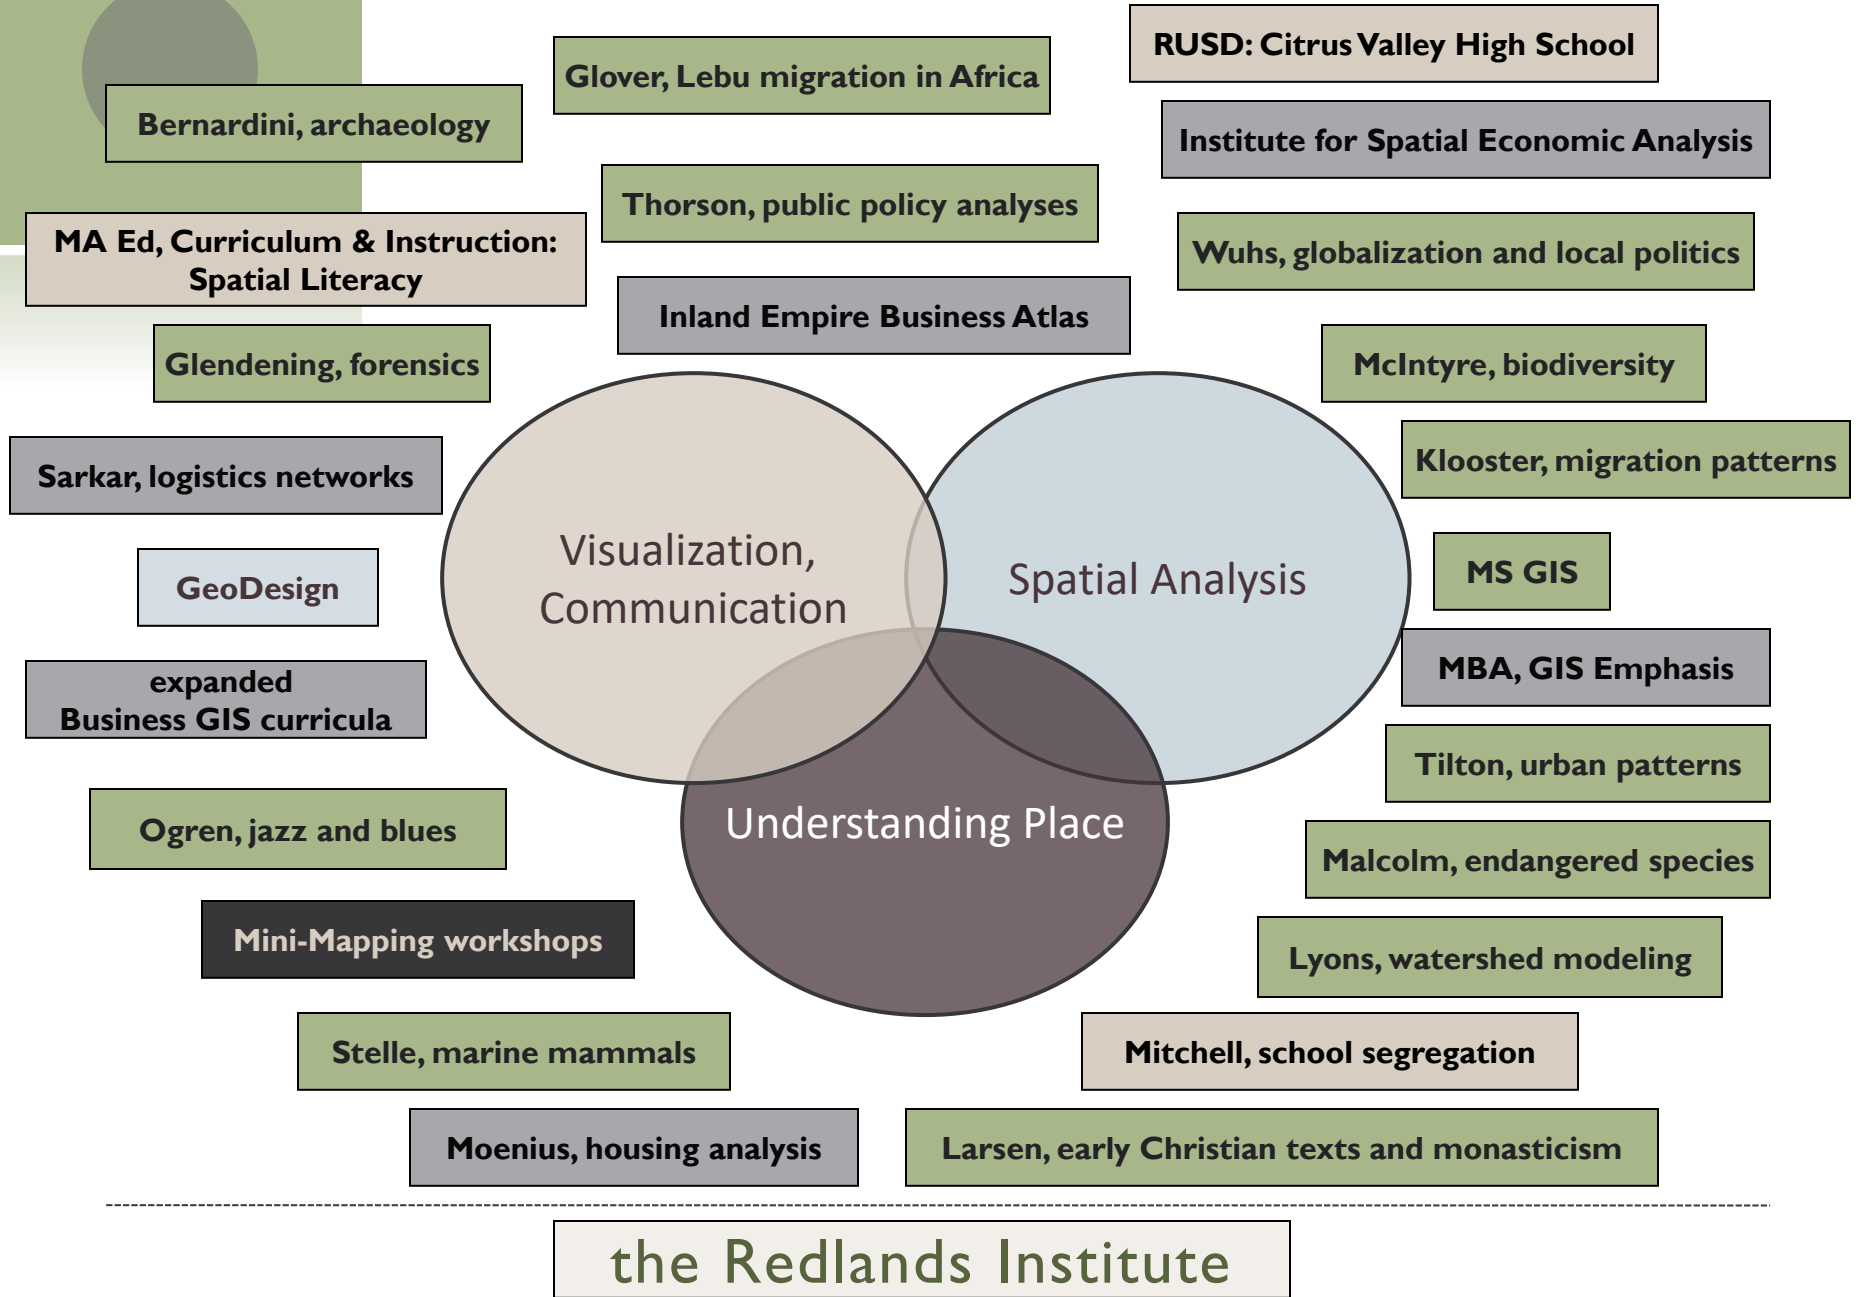 RUSD: Citrus Valley High School
Glover, Lebu migration in Africa
Bernardini, archaeology
Institute for Spatial Economic Analysis
Thorson, public policy analyses
MA Ed, Curriculum & Instruction:
Spatial Literacy
Wuhs, globalization and local politics
Inland Empire Business Atlas
Glendening, forensics
McIntyre, biodiversity
Klooster, migration patterns
Sarkar, logistics networks
Visualization,
Communication
Spatial Analysis
MS GIS
GeoDesign
MBA, GIS Emphasis
expanded
Business GIS curricula
Tilton, urban patterns
Understanding Place
Ogren, jazz and blues
Malcolm, endangered species
Mini-Mapping workshops
Lyons, watershed modeling
Stelle, marine mammals
Mitchell, school segregation
Moenius, housing analysis
Larsen, early Christian texts and monasticism
the Redlands Institute